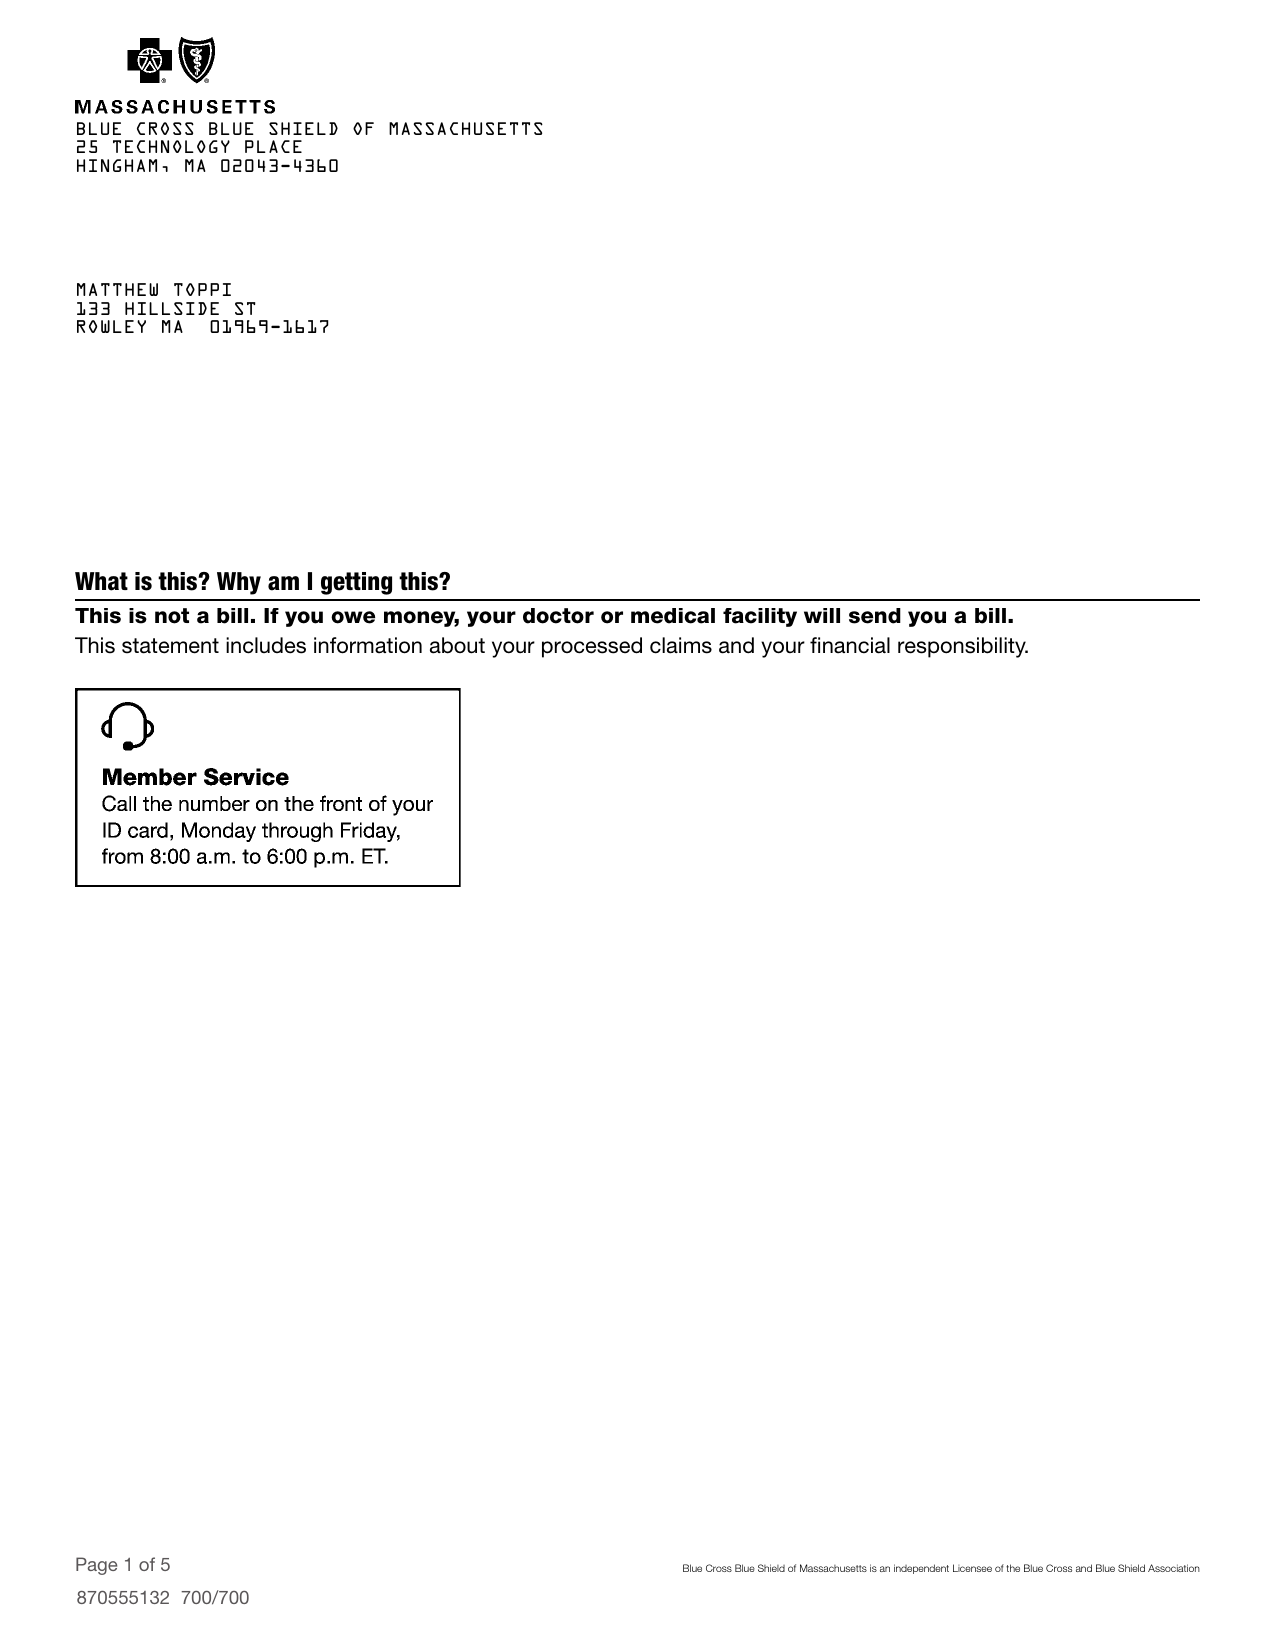 MASSACHUSETTS
BLUE CROSS BLUE SHIELD OF MASSACHUSETTS
25 TECHNOLOGY PLACE
HINGHAM, MA 02043-4360
MATTHEW TOPPI
133 HILLSIDE ST
ROWLEY MA  01969-1617
What is this? Why am I getting this?
This is not a bill. If you owe money, your doctor or medical facility will send you a bill.
This statement includes information about your processed claims and your financial responsibility.
Member Service
Call the number on the front of your
ID card, Monday through Friday,
from 8:00 a.m. to 6:00 p.m. ET.
Page 1 of 5
Blue Cross Blue Shield of Massachusetts is an independent Licensee of the Blue Cross and Blue Shield Association
870555132  700/700